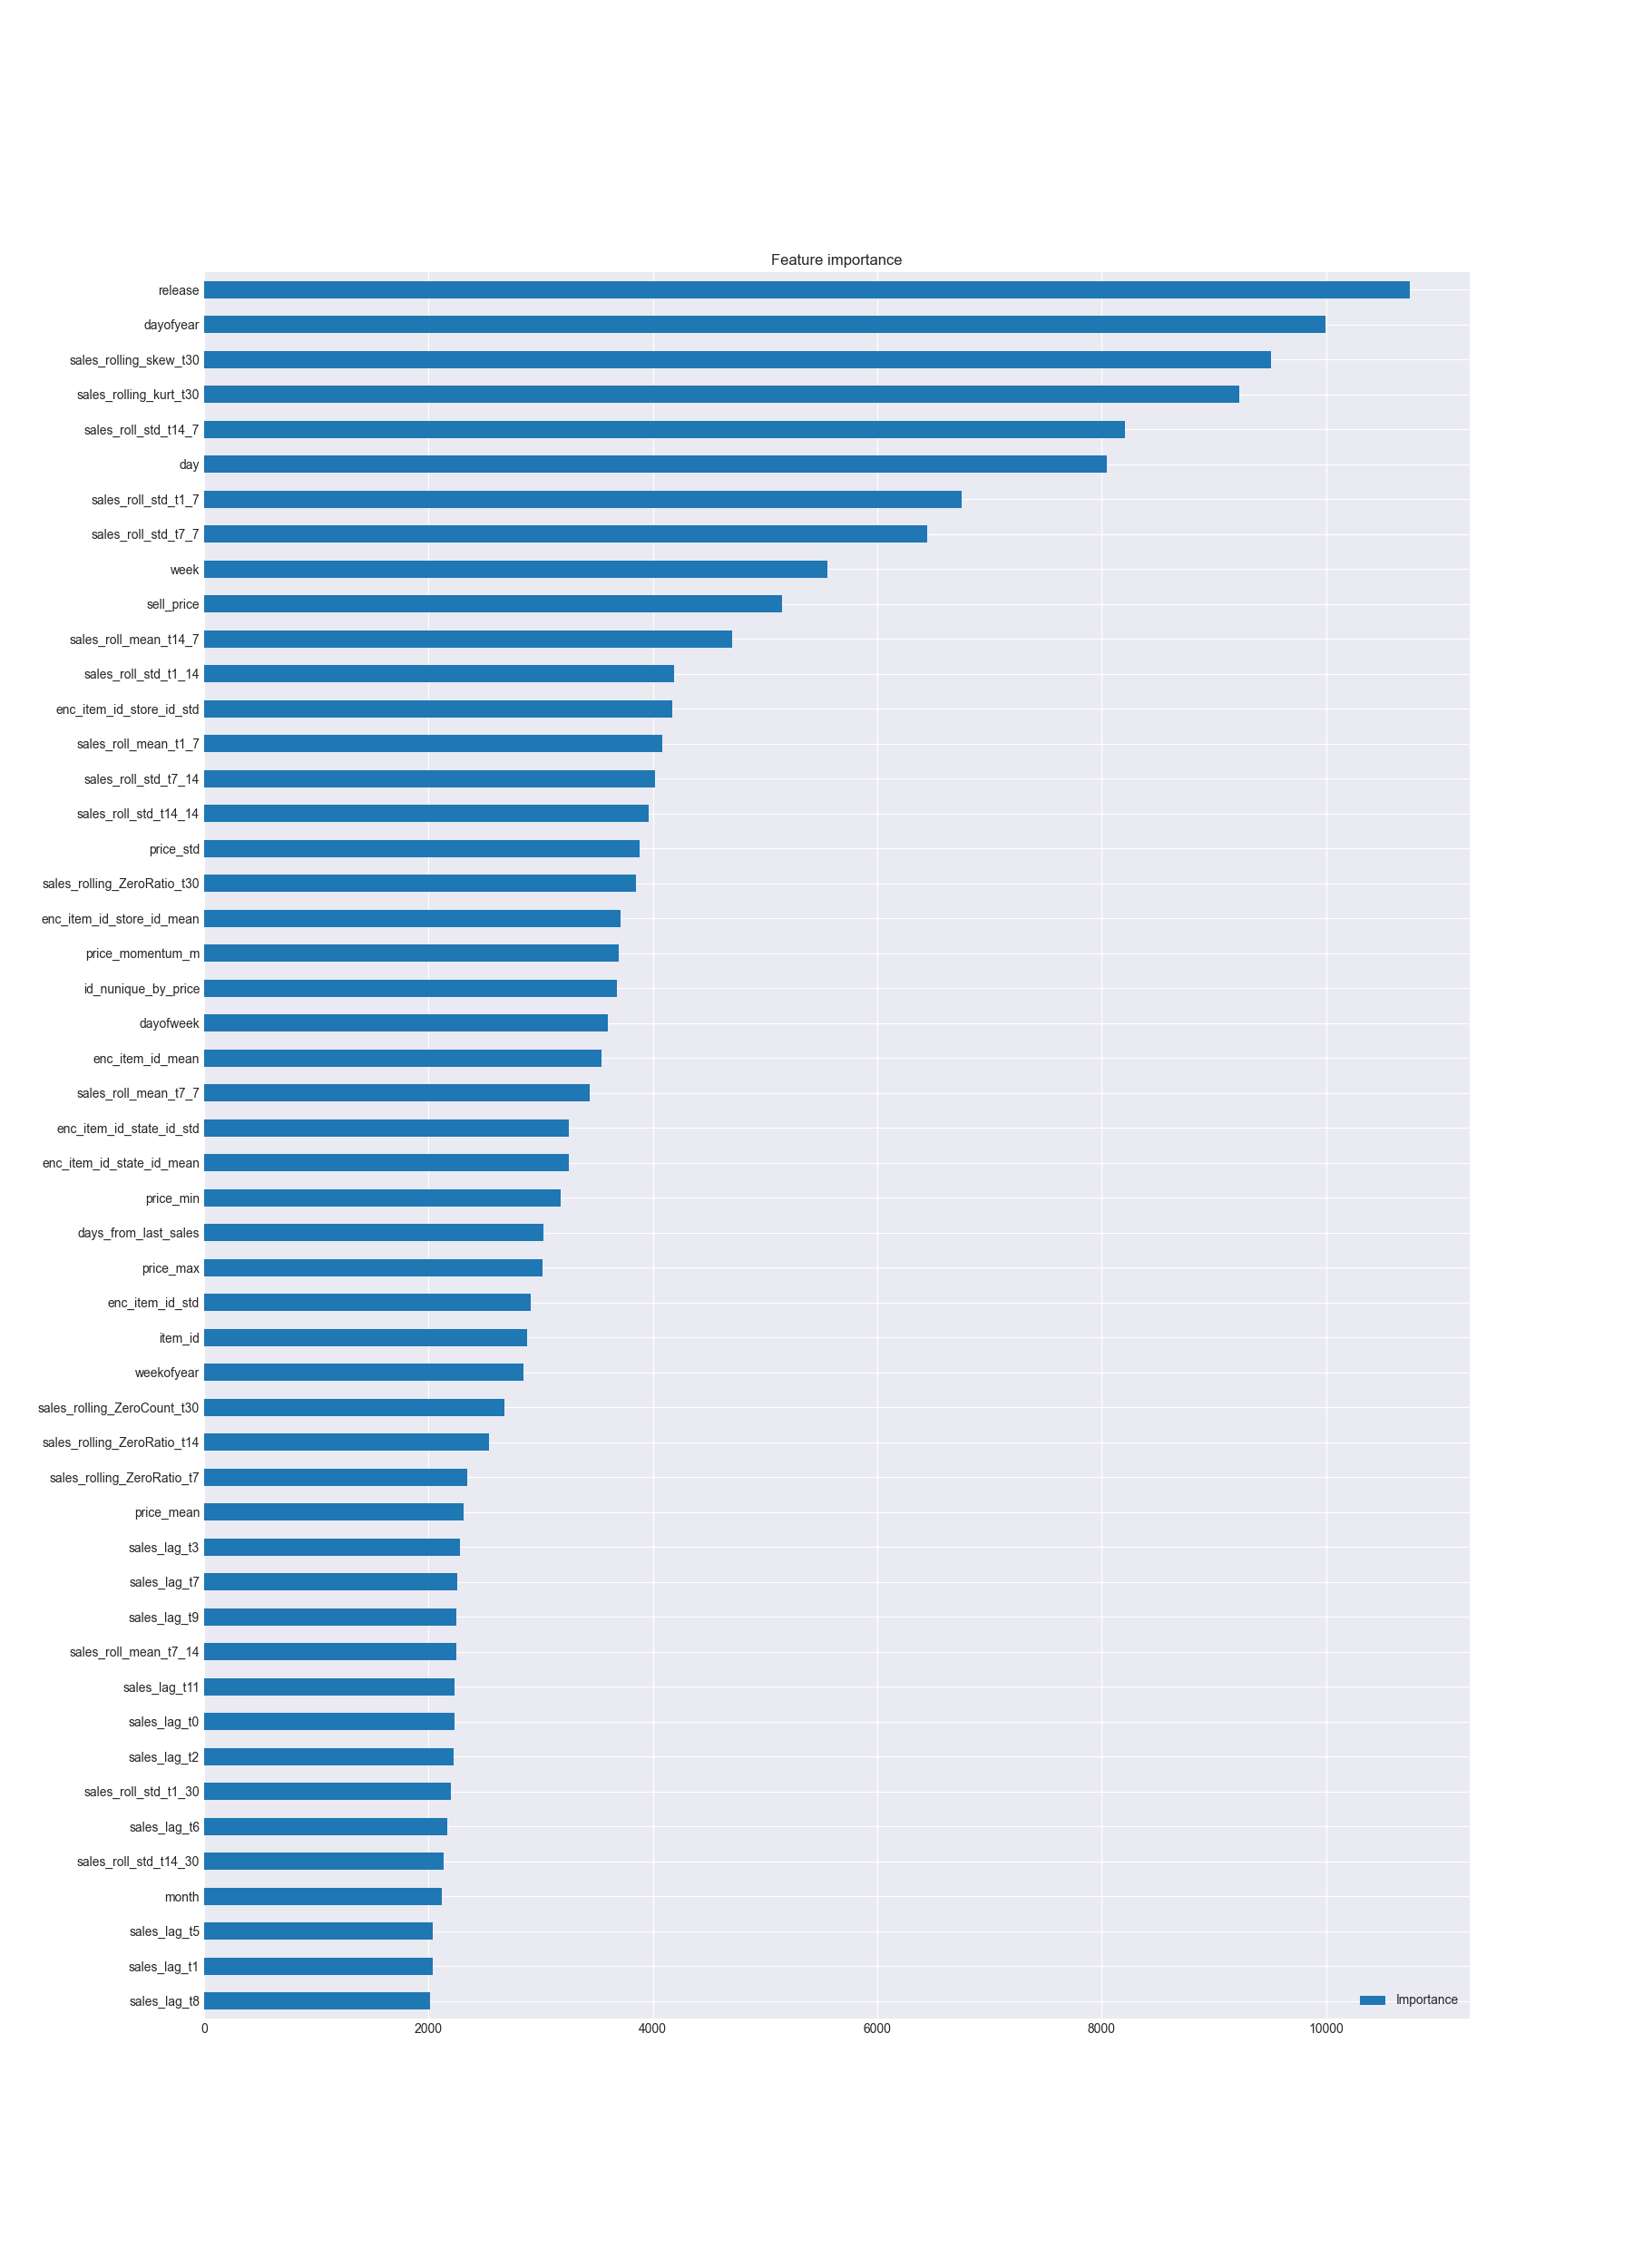 Feature importance
release
dayofyear
sales_rolling_skew_t30
sales_rolling_kurt_t30
sales_roll_std_t14_7
day
sales_roll_std_t1_7
sales_roll_std_t7_7
week
sell_price
sales_roll_mean_t14_7
sales_roll_std_t1_14
enc_item_id_store_id_std
sales_roll_mean_t1_7
sales_roll_std_t7_14
sales_roll_std_t14_14
price_std
sales_rolling_ZeroRatio_t30
enc_item_id_store_id_mean
price_momentum_m
id_nunique_by_price
dayofweek
enc_item_id_mean
sales_roll_mean_t7_7
enc_item_id_state_id_std
enc_item_id_state_id_mean
price_min
days_from_last_sales
price_max
enc_item_id_std
item_id
weekofyear
sales_rolling_ZeroCount_t30
sales_rolling_ZeroRatio_t14
sales_rolling_ZeroRatio_t7
price_mean
sales_lag_t3
sales_lag_t7
sales_lag_t9
sales_roll_mean_t7_14
sales_lag_t11
sales_lag_t0
sales_lag_t2
sales_roll_std_t1_30
sales_lag_t6
sales_roll_std_t14_30
month
sales_lag_t5
sales_lag_t1
sales_lag_t8
Importance
0 2000 4000 6000 8000 10000